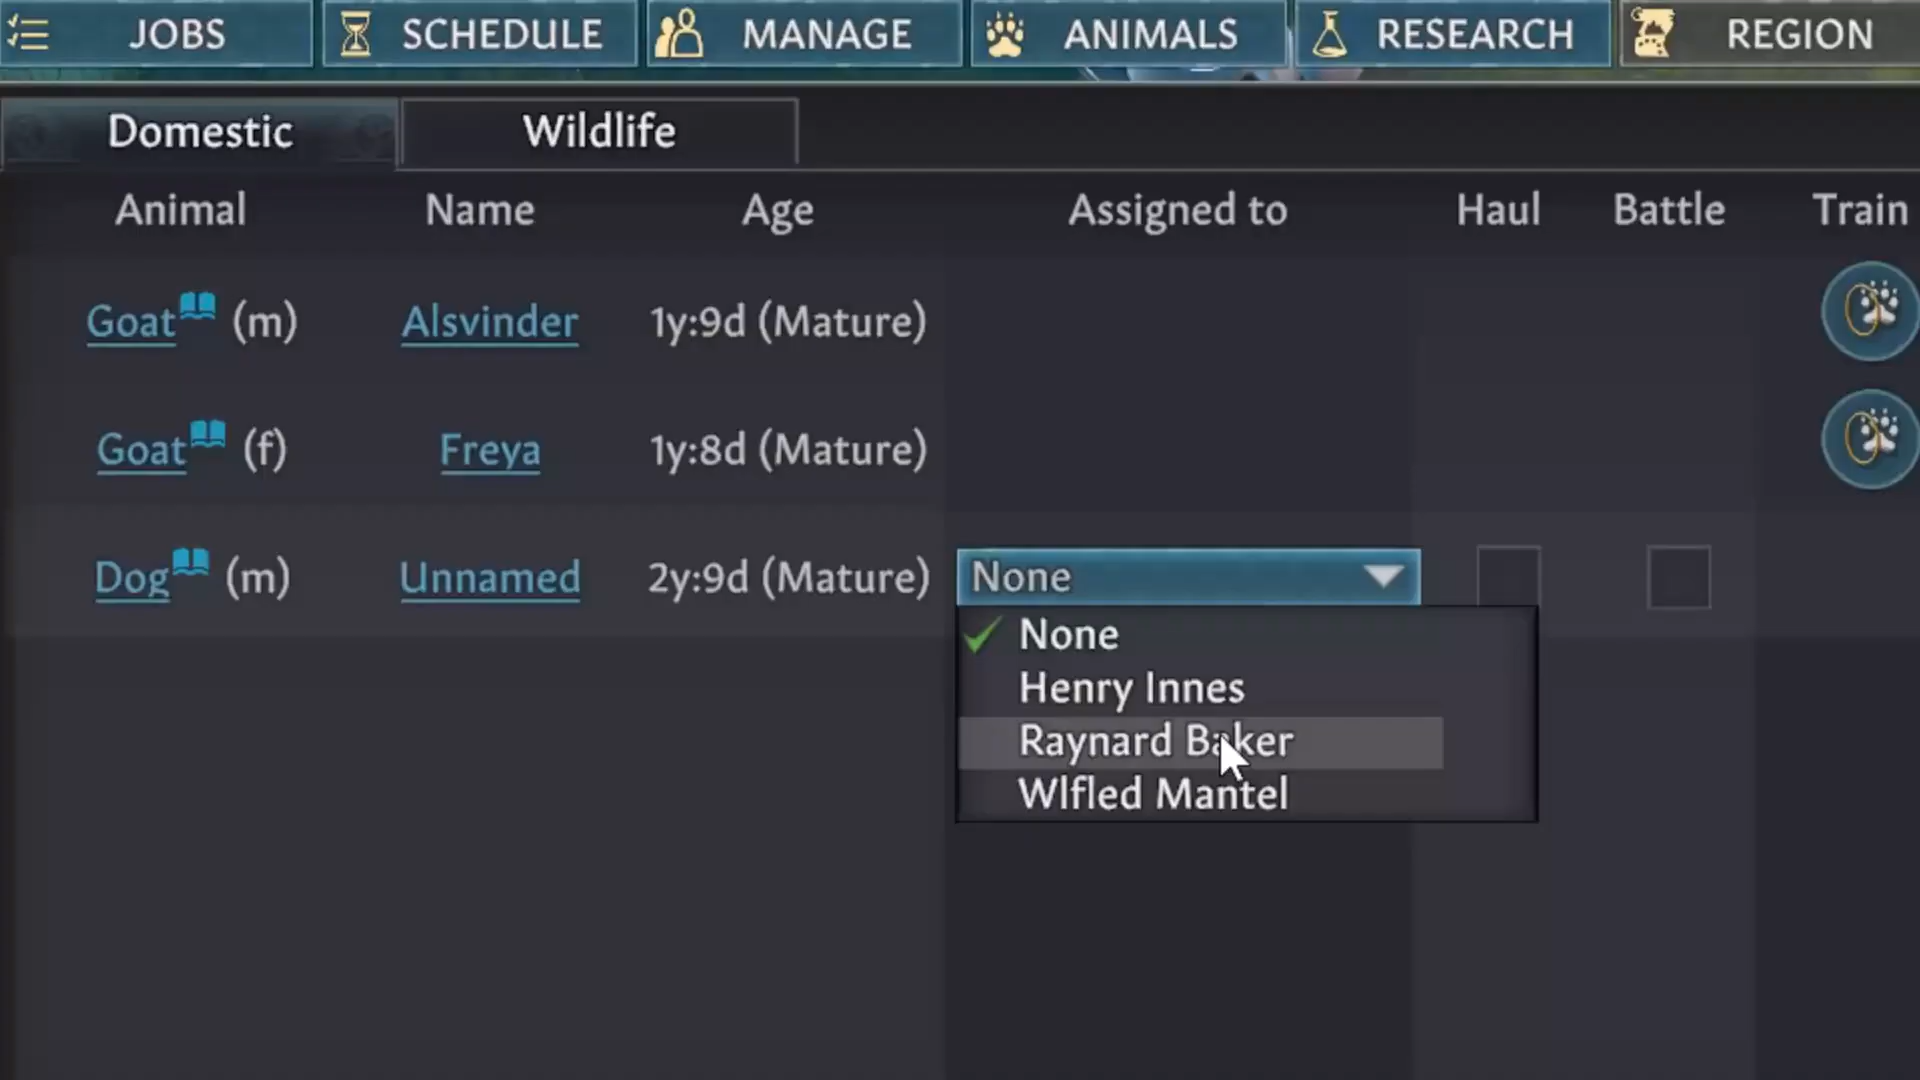 JOBS SCHEDULE MANAGE ANIMALS RESEARCH REGION
Domestic Wildlife
Animal Name Age Assigned to Haul Battle Train
Goat (m) Alsvinder 1y:9d (Mature)
Goat (f) Freya 1y:8d (Mature)
Dog (m) Unnamed 2y:9d (Mature) None
None
Henry Innes
Raynard Baker
Wlfled Mantel